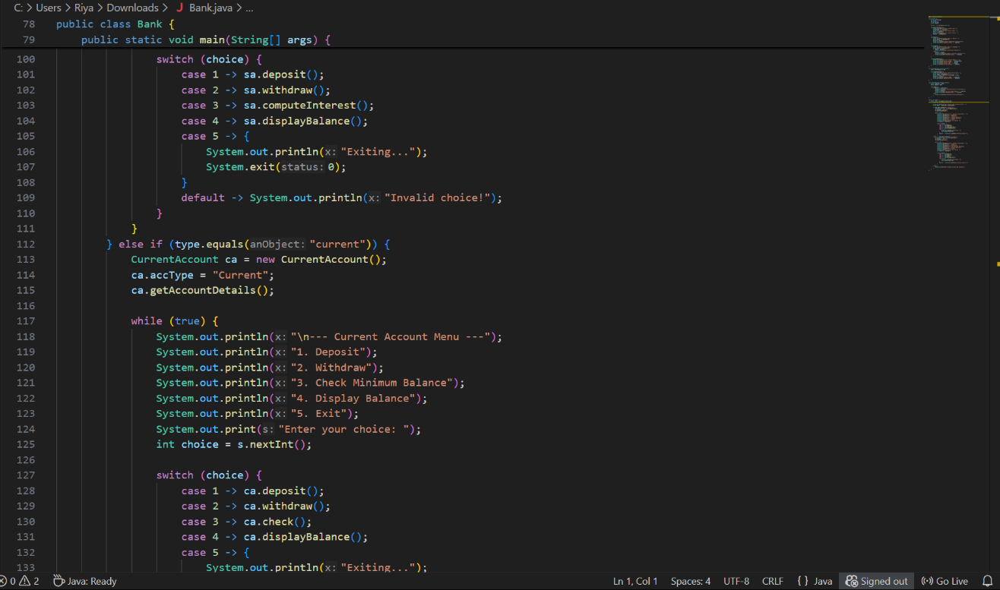 C: > Users > Riya > Downloads > J Bank.java > ...
78 public class Bank {
79 public static void main(String[] args) {
100 switch (choice) {
101 case 1 -> sa.deposit();
102 case 2 -> sa.withdraw();
103 case 3 -> sa.computeInterest();
104 case 4 -> sa.displayBalance();
105 case 5 -> {
106 System.out.println(x: "Exiting...");
107 System.exit(status: 0);
108 }
109 default -> System.out.println(x: "Invalid choice!");
110 }
111 }
112 } else if (type.equals(anObject: "current")) {
113 CurrentAccount ca = new CurrentAccount();
114 ca.accType = "Current";
115 ca.getAccountDetails();
116
117 while (true) {
118 System.out.println(x: "\n--- Current Account Menu ---");
119 System.out.println(x: "1. Deposit");
120 System.out.println(x: "2. Withdraw");
121 System.out.println(x: "3. Check Minimum Balance");
122 System.out.println(x: "4. Display Balance");
123 System.out.println(x: "5. Exit");
124 System.out.print(s: "Enter your choice: ");
125 int choice = s.nextInt();
126
127 switch (choice) {
128 case 1 -> ca.deposit();
129 case 2 -> ca.withdraw();
130 case 3 -> ca.check();
131 case 4 -> ca.displayBalance();
132 case 5 -> {
133 System.out.println(x: "Exiting...");
0 2 Java: Ready Ln 1, Col 1 Spaces: 4 UTF-8 CRLF { } Java Signed out Go Live